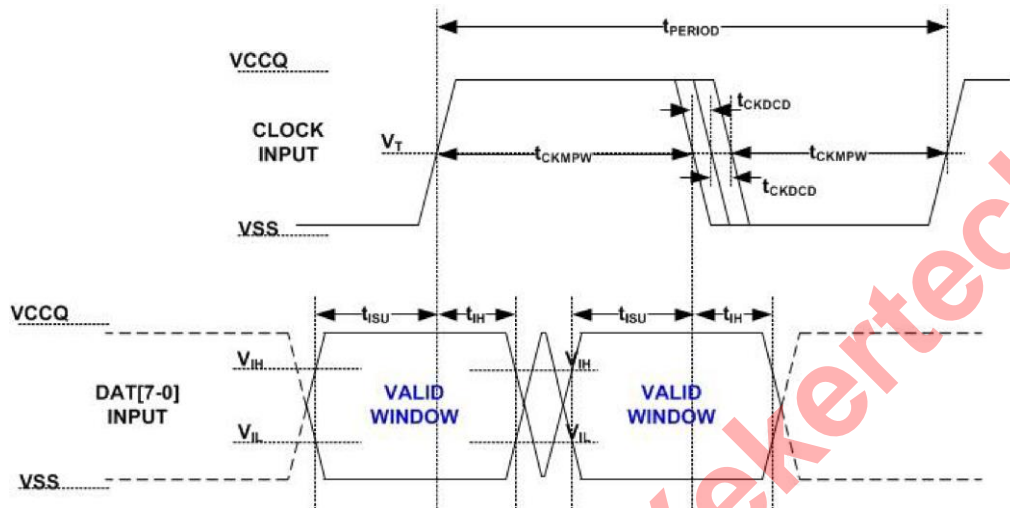 tPERIOD
VCCQ
tCKDCD
CLOCK
INPUT
VT
tCKMPW
tCKMPW
tCKDCD
VSS
VCCQ
tISU
tIH
tISU
tIH
VIH
VIH
DAT[7-0]
INPUT
VALID
WINDOW
VALID
WINDOW
VIL
VIL
VSS